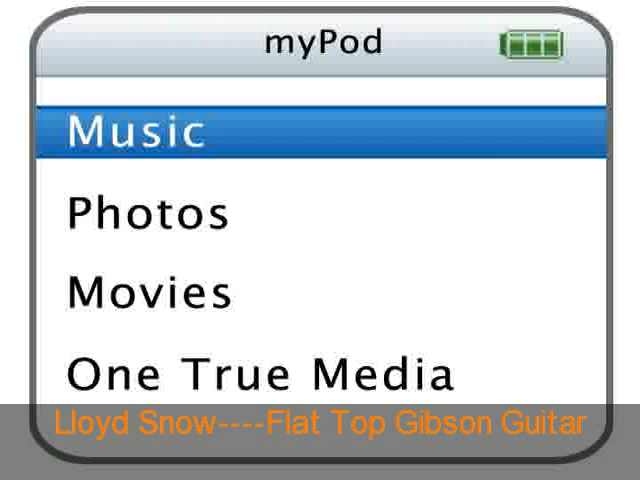 myPod
Music
Photos
Movies
One True Media
Lloyd Snow----Flat Top Gibson Guitar